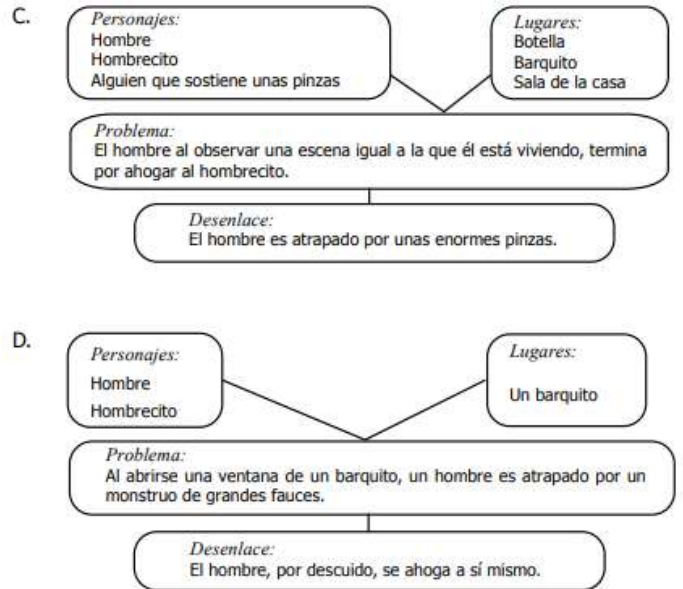 C.
Personajes:
Hombre
Hombrecito
Alguien que sostiene unas pinzas
Lugares:
Botella
Barquito
Sala de la casa
Problema:
El hombre al observar una escena igual a la que él está viviendo, termina
por ahogar al hombrecito.
Desenlace:
El hombre es atrapado por unas enormes pinzas.
D.
Personajes:
Hombre
Hombrecito
Lugares:
Un barquito
Problema:
Al abrirse una ventana de un barquito, un hombre es atrapado por un
monstruo de grandes fauces.
Desenlace:
El hombre, por descuido, se ahoga a sí mismo.